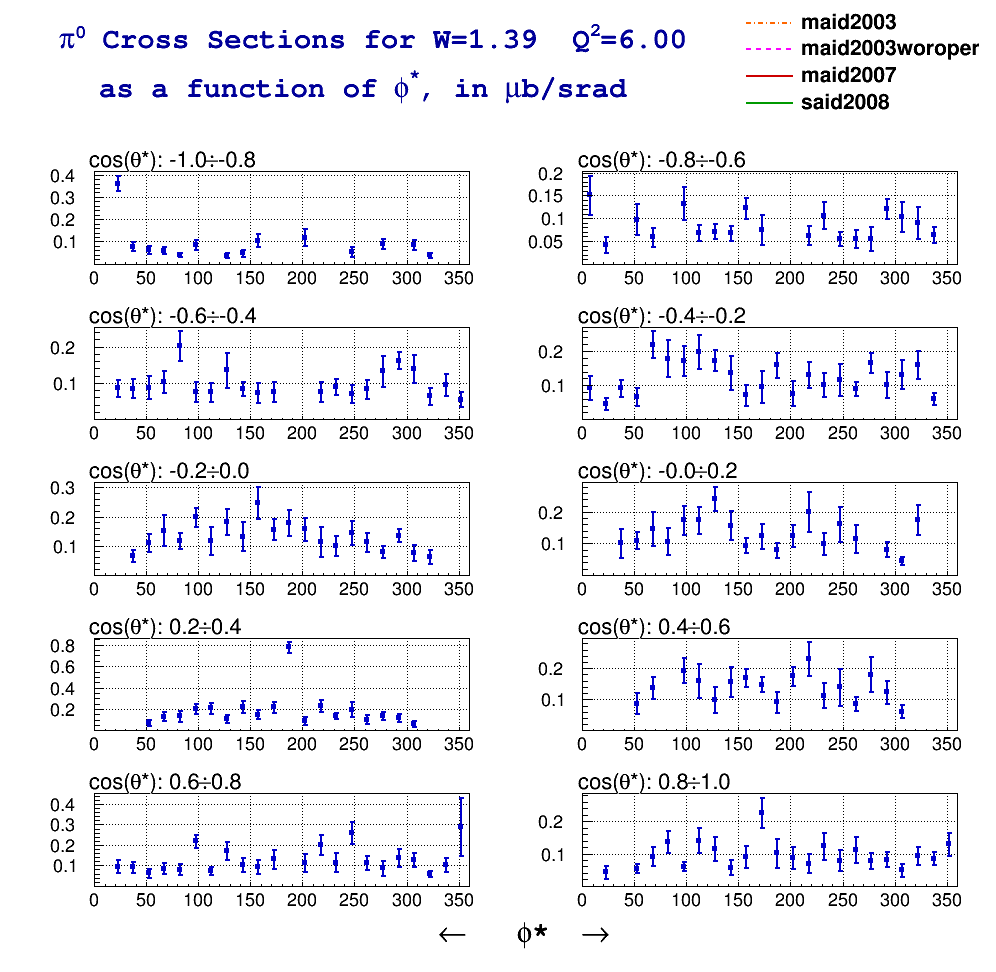 π⁰ Cross Sections for W=1.39 Q²=6.00
as a function of ϕ*, in μb/srad
maid2003
maid2003woroper
maid2007
said2008
cos(θ*): -1.0÷-0.8
0.4
0.3
0.2
0.1
0 50 100 150 200 250 300 350
cos(θ*): -0.8÷-0.6
0.2
0.15
0.1
0.05
0 50 100 150 200 250 300 350
cos(θ*): -0.6÷-0.4
0.2
0.1
0 50 100 150 200 250 300 350
cos(θ*): -0.4÷-0.2
0.2
0.1
0 50 100 150 200 250 300 350
cos(θ*): -0.2÷0.0
0.3
0.2
0.1
0 50 100 150 200 250 300 350
cos(θ*): -0.0÷0.2
0.2
0.1
0 50 100 150 200 250 300 350
cos(θ*): 0.2÷0.4
0.8
0.6
0.4
0.2
0 50 100 150 200 250 300 350
cos(θ*): 0.4÷0.6
0.2
0.1
0 50 100 150 200 250 300 350
cos(θ*): 0.6÷0.8
0.4
0.3
0.2
0.1
0 50 100 150 200 250 300 350
cos(θ*): 0.8÷1.0
0.2
0.1
0 50 100 150 200 250 300 350
← ϕ* →